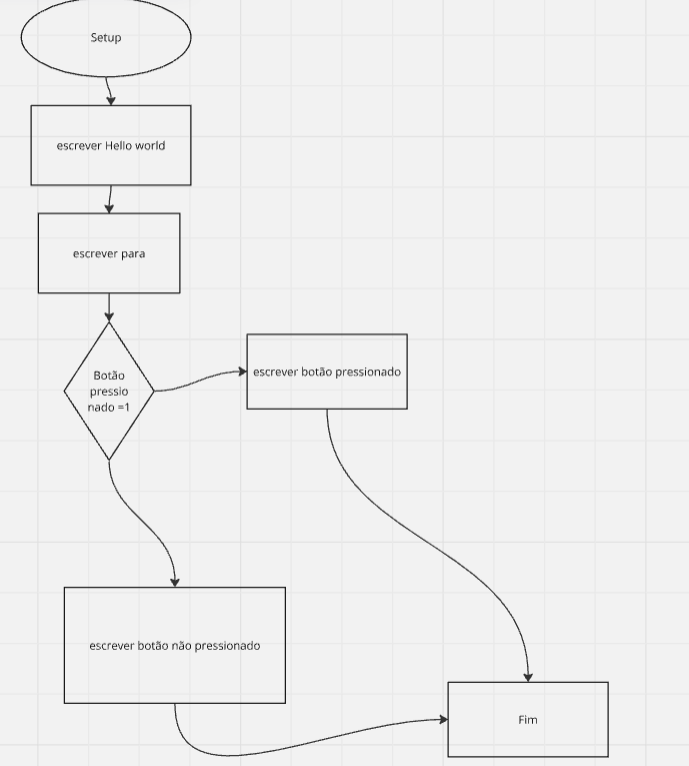 Setup
escrever Hello world
escrever para
Botão
pressio
nado =1
escrever botão pressionado
escrever botão não pressionado
Fim